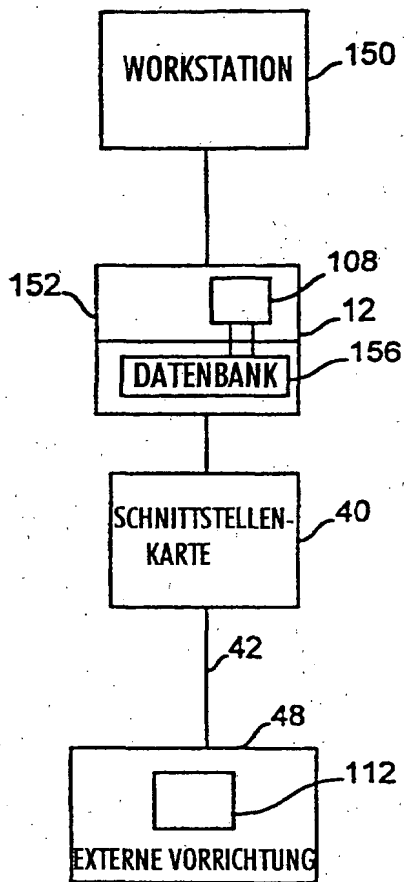 WORKSTATION
150
152
108
12
156
DATENBANK
SCHNITTSTELLEN-
KARTE
40
42
48
112
EXTERNE VORRICHTUNG